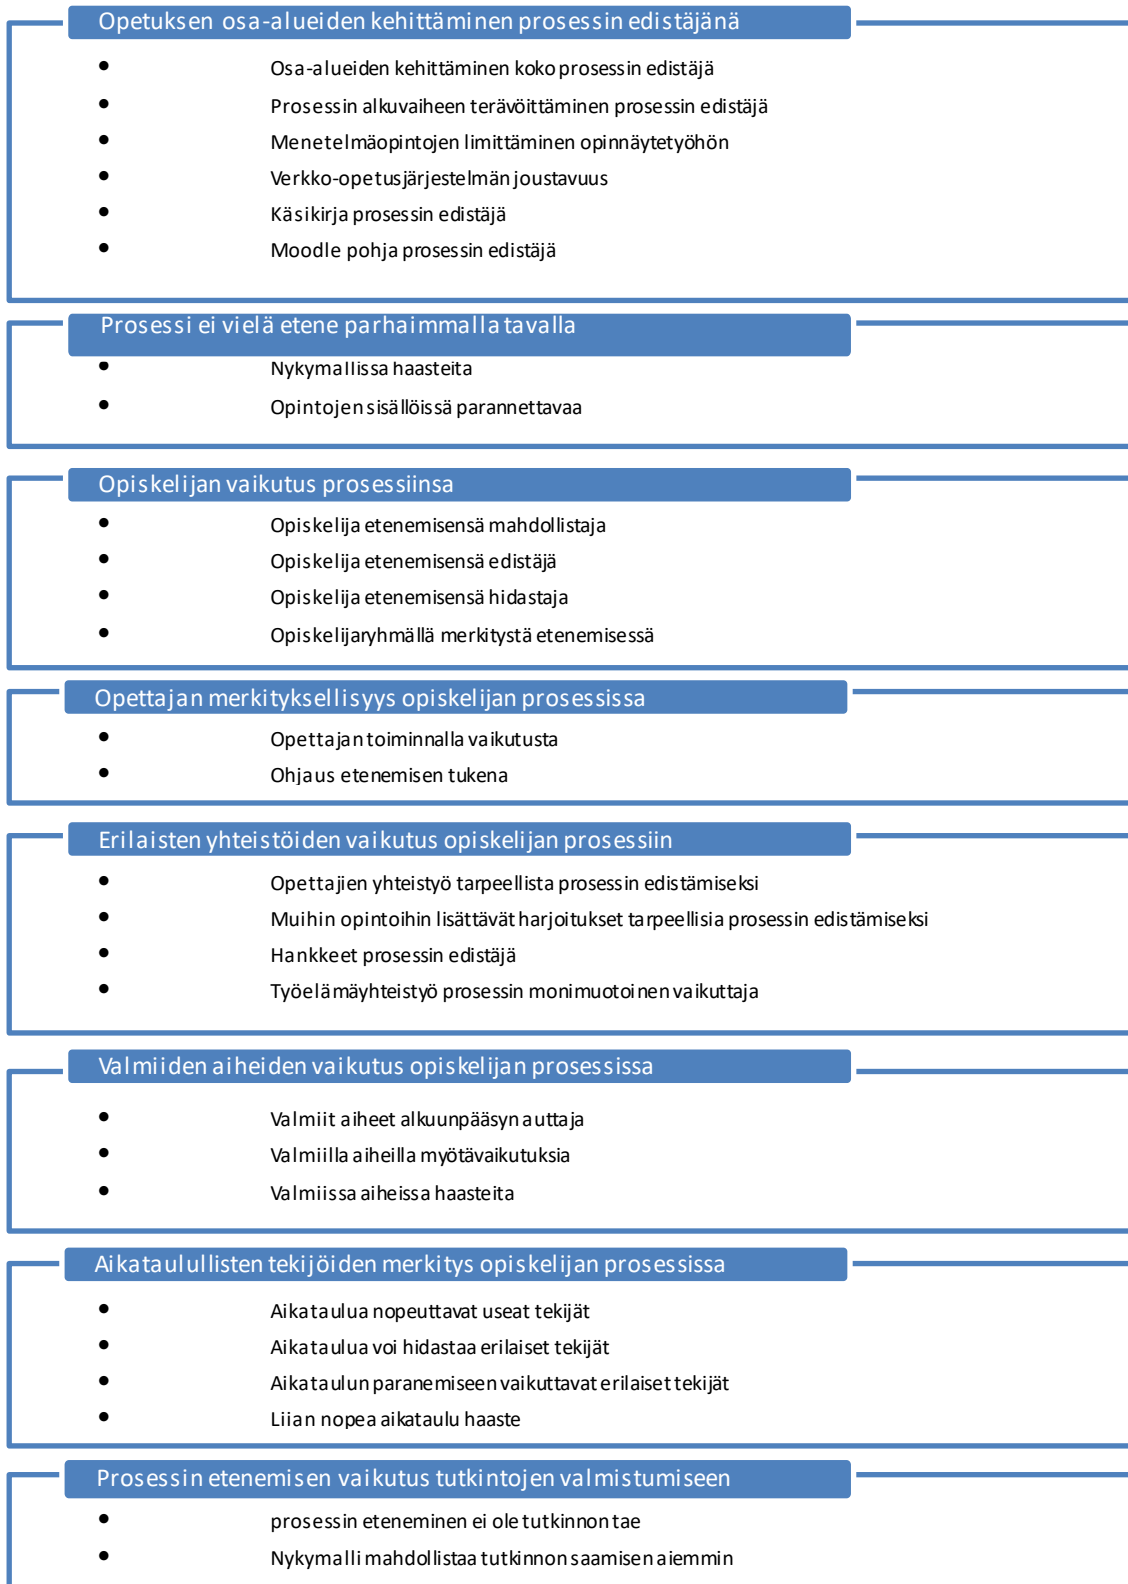 Opetuksen osa-alueiden kehittäminen prosessin edistäjänä
• Osa-alueiden kehittäminen koko prosessin edistäjä
• Prosessin alkuvaiheen terävöittäminen prosessin edistäjä
• Menetelmäopintojen limittäminen opinnäytetyöhön
• Verkko-opetusjärjestelmän joustavuus
• Käsikirja prosessin edistäjä
• Moodle pohja prosessin edistäjä
Prosessi ei vielä etene parhaimmalla tavalla
• Nykymallissa haasteita
• Opintojen sisällöissä parannettavaa
Opiskelijan vaikutus prosessiinsa
• Opiskelija etenemisensä mahdollistaja
• Opiskelija etenemisensä edistäjä
• Opiskelija etenemisensä hidastaja
• Opiskelijaryhmällä merkitystä etenemisessä
Opettajan merkityksellisyys opiskelijan prosessissa
• Opettajan toiminnalla vaikutusta
• Ohjaus etenemisen tukena
Erilaisten yhteistöiden vaikutus opiskelijan prosessiin
• Opettajien yhteistyö tarpeellista prosessin edistämiseksi
• Muihin opintoihin lisättävät harjoitukset tarpeellisia prosessin edistämiseksi
• Hankkeet prosessin edistäjä
• Työelämäyhteistyö prosessin monimuotoinen vaikuttaja
Valmiiden aiheiden vaikutus opiskelijan prosessissa
• Valmiit aiheet alkuunpääsyn auttaja
• Valmiilla aiheilla myötävaikutuksia
• Valmiissa aiheissa haasteita
Aikataulullisten tekijöiden merkitys opiskelijan prosessissa
• Aikataulua nopeuttavat useat tekijät
• Aikataulua voi hidastaa erilaiset tekijät
• Aikataulun paranemiseen vaikuttavat erilaiset tekijät
• Liian nopea aikataulu haaste
Prosessin etenemisen vaikutus tutkintojen valmistumiseen
• prosessin eteneminen ei ole tutkinnon tae
• Nykymalli mahdollistaa tutkinnon saamisen aiemmin